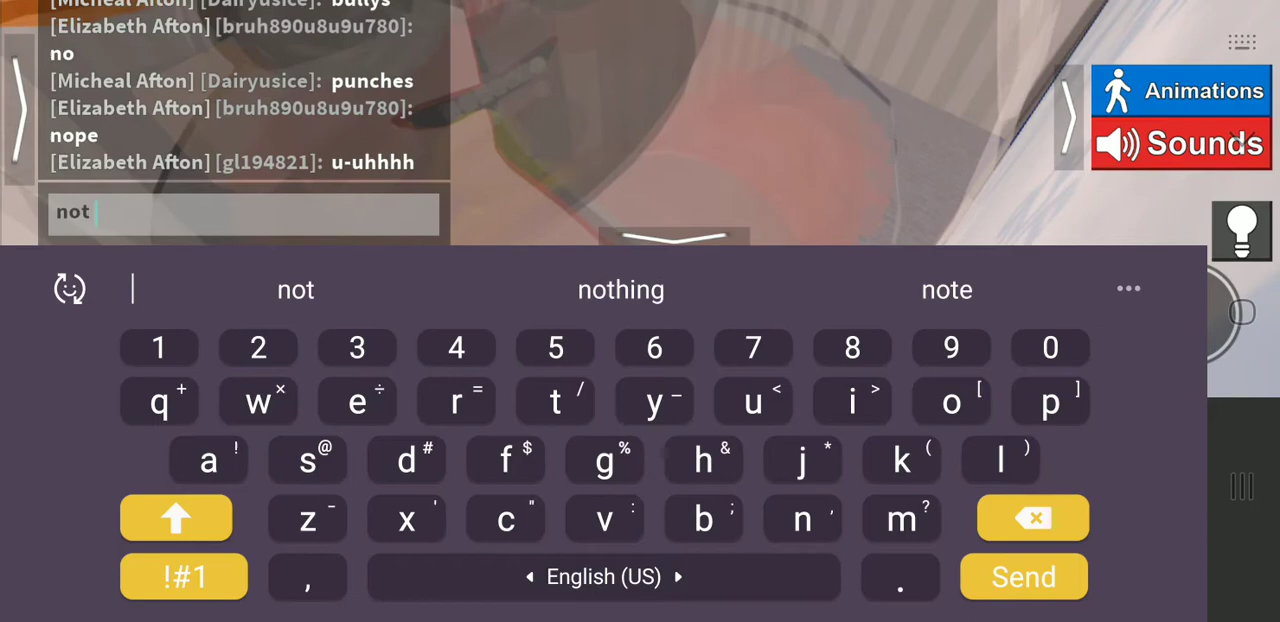 [Micheal Afton] [Dairyusice]: bullys
[Elizabeth Afton] [bruh890u8u9u780]:
no
[Micheal Afton] [Dairyusice]: punches
[Elizabeth Afton] [bruh890u8u9u780]:
nope
[Elizabeth Afton] [gl194821]: u-uhhhh
not
Animations
Sounds
not nothing note ...
1 2 3 4 5 6 7 8 9 0
q + w × e ÷ r = t / y - u < i > o [ p ]
a ! s @ d # f $ g % h & j * k ( l )
z - x ' c " v : b ; n , m ?
!#1 , English (US) . Send